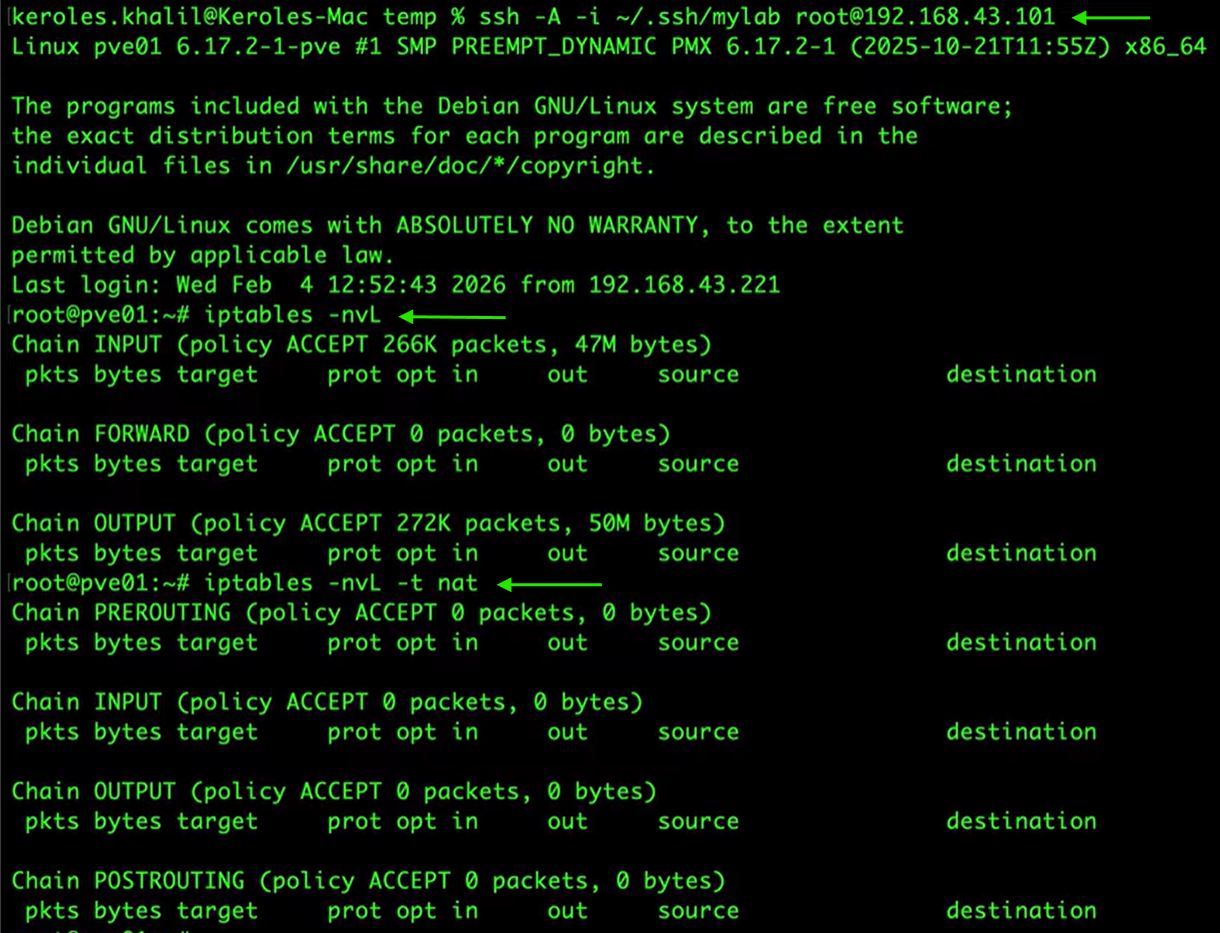 keroles.khalil@Keroles-Mac temp % ssh -A -i ~/.ssh/mylab root@192.168.43.101
Linux pve01 6.17.2-1-pve #1 SMP PREEMPT_DYNAMIC PMX 6.17.2-1 (2025-10-21T11:55Z) x86_64

The programs included with the Debian GNU/Linux system are free software;
the exact distribution terms for each program are described in the
individual files in /usr/share/doc/*/copyright.

Debian GNU/Linux comes with ABSOLUTELY NO WARRANTY, to the extent
permitted by applicable law.
Last login: Wed Feb  4 12:52:43 2026 from 192.168.43.221
root@pve01:~# iptables -nvL
Chain INPUT (policy ACCEPT 266K packets, 47M bytes)
 pkts bytes target     prot opt in     out     source               destination

Chain FORWARD (policy ACCEPT 0 packets, 0 bytes)
 pkts bytes target     prot opt in     out     source               destination

Chain OUTPUT (policy ACCEPT 272K packets, 50M bytes)
 pkts bytes target     prot opt in     out     source               destination
root@pve01:~# iptables -nvL -t nat
Chain PREROUTING (policy ACCEPT 0 packets, 0 bytes)
 pkts bytes target     prot opt in     out     source               destination

Chain INPUT (policy ACCEPT 0 packets, 0 bytes)
 pkts bytes target     prot opt in     out     source               destination

Chain OUTPUT (policy ACCEPT 0 packets, 0 bytes)
 pkts bytes target     prot opt in     out     source               destination

Chain POSTROUTING (policy ACCEPT 0 packets, 0 bytes)
 pkts bytes target     prot opt in     out     source               destination